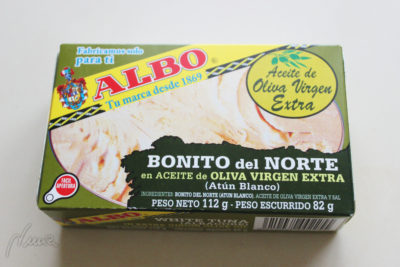 Fabricamos sólo
para ti
ALBO
Tu marca desde 1869
Aceite de
Oliva Virgen
Extra
BONITO del NORTE
en ACEITE de OLIVA VIRGEN EXTRA
(Atún Blanco)
INGREDIENTES: BONITO DEL NORTE (ATUN BLANCO), ACEITE DE OLIVA VIRGEN EXTRA Y SAL
PESO NETO 112 g - PESO ESCURRIDO 82 g
FACIL
APERTURA
ALBO
WHITE TUNA